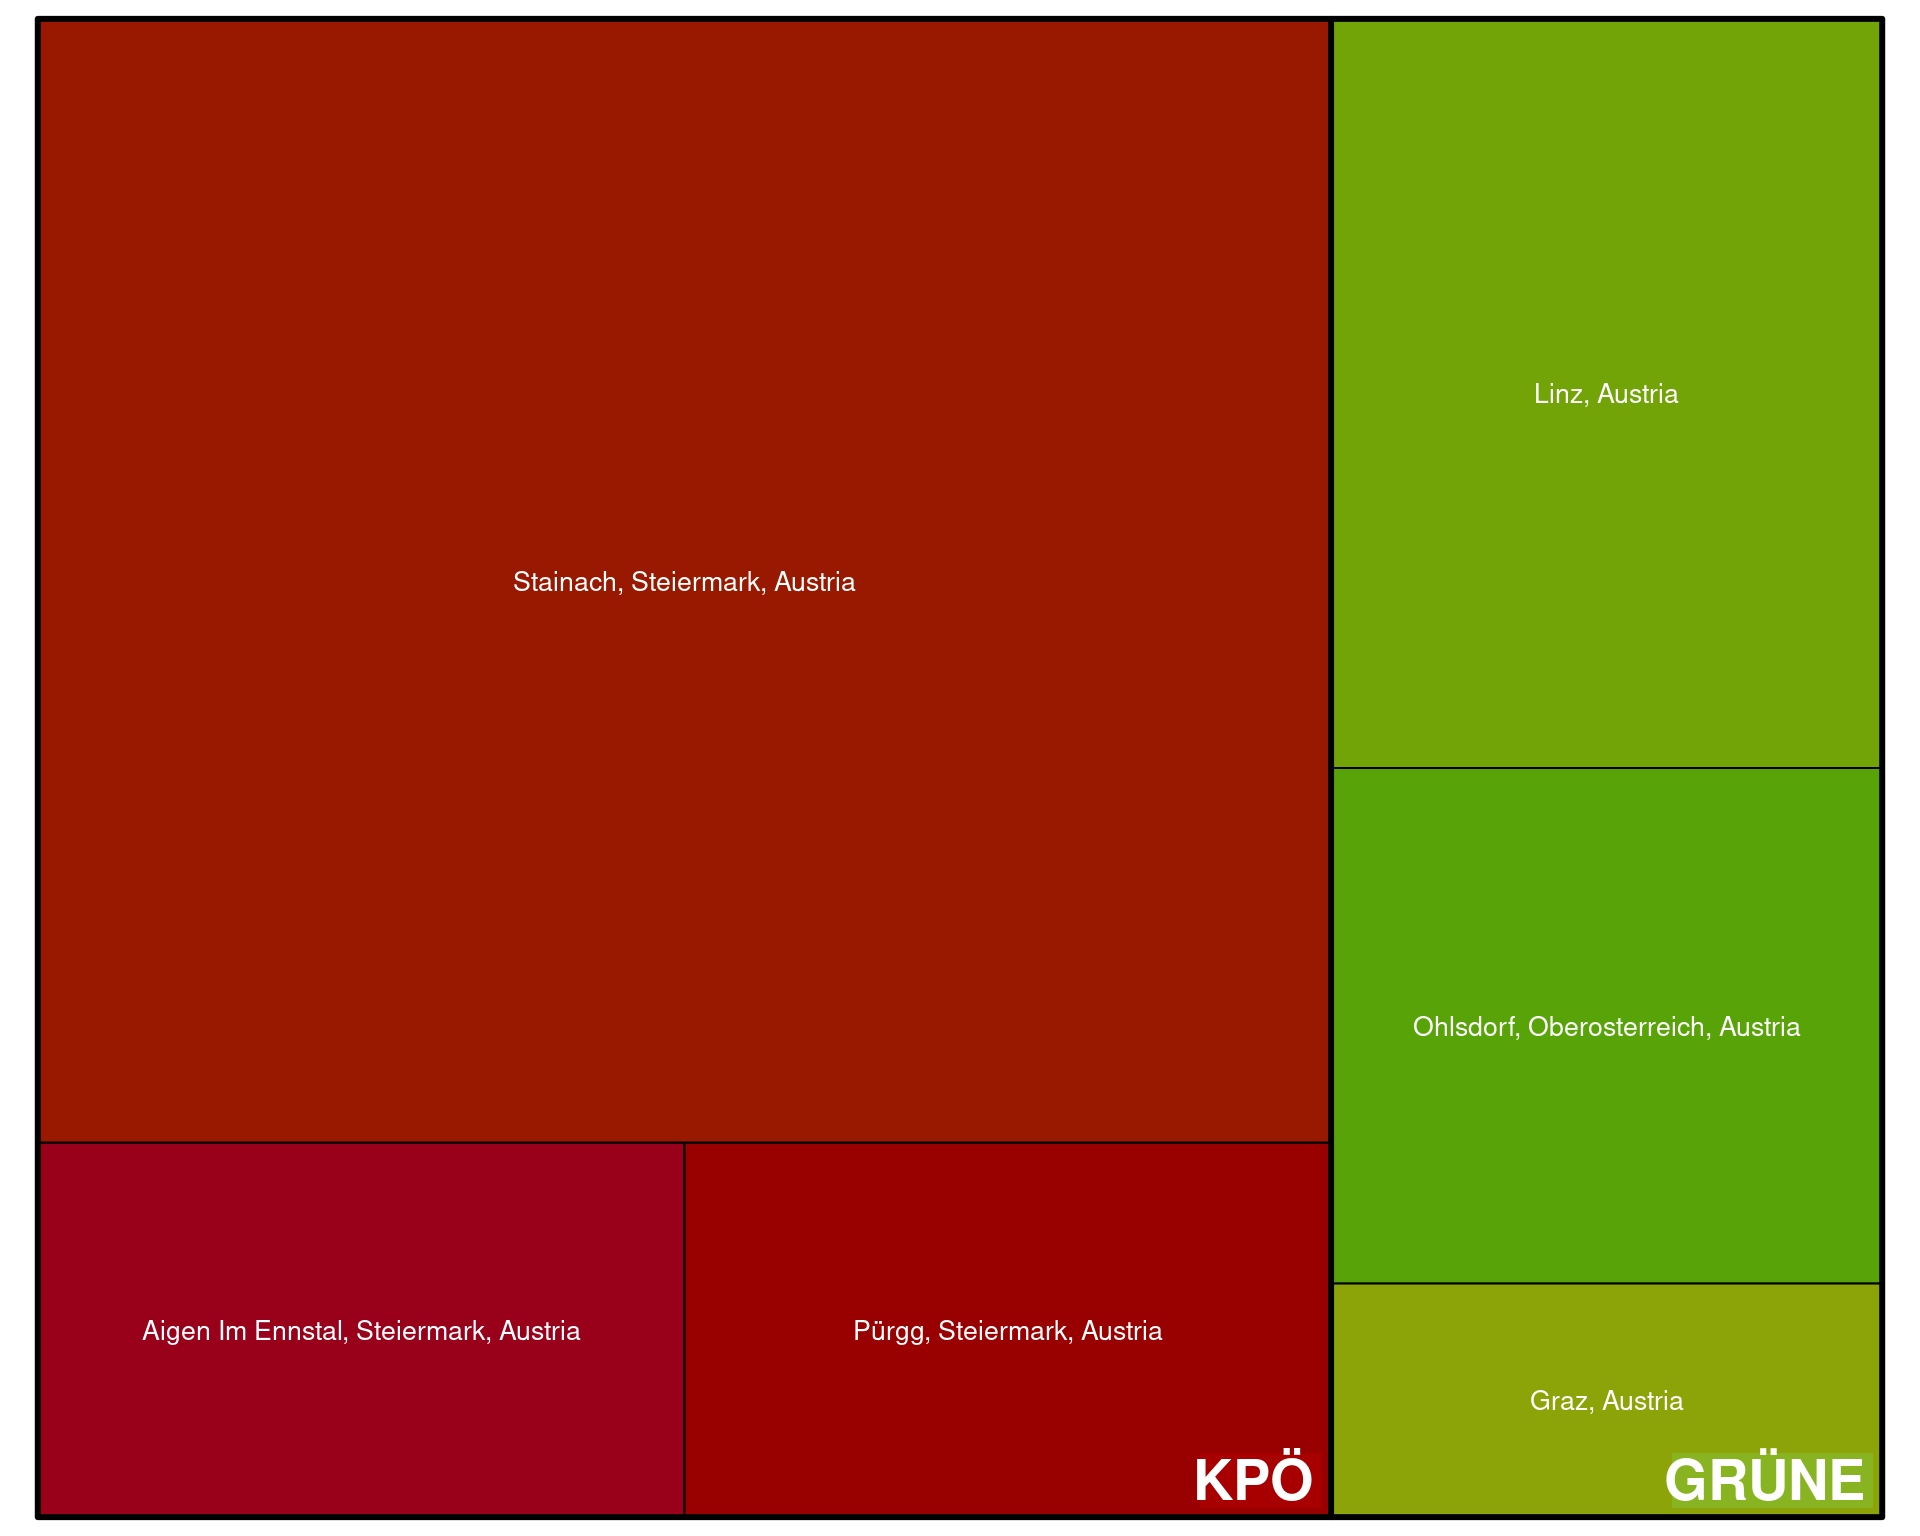 Linz, Austria
Stainach, Steiermark, Austria
Ohlsdorf, Oberosterreich, Austria
Aigen Im Ennstal, Steiermark, Austria
Pürgg, Steiermark, Austria
Graz, Austria
KPÖ
GRÜNE